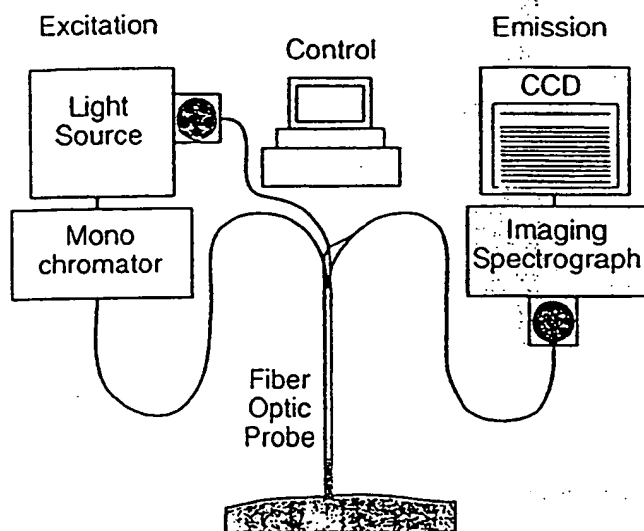 Excitation
Control
Emission
Light
Source
CCD
Mono
chromator
Imaging
Spectrograph
Fiber
Optic
Probe